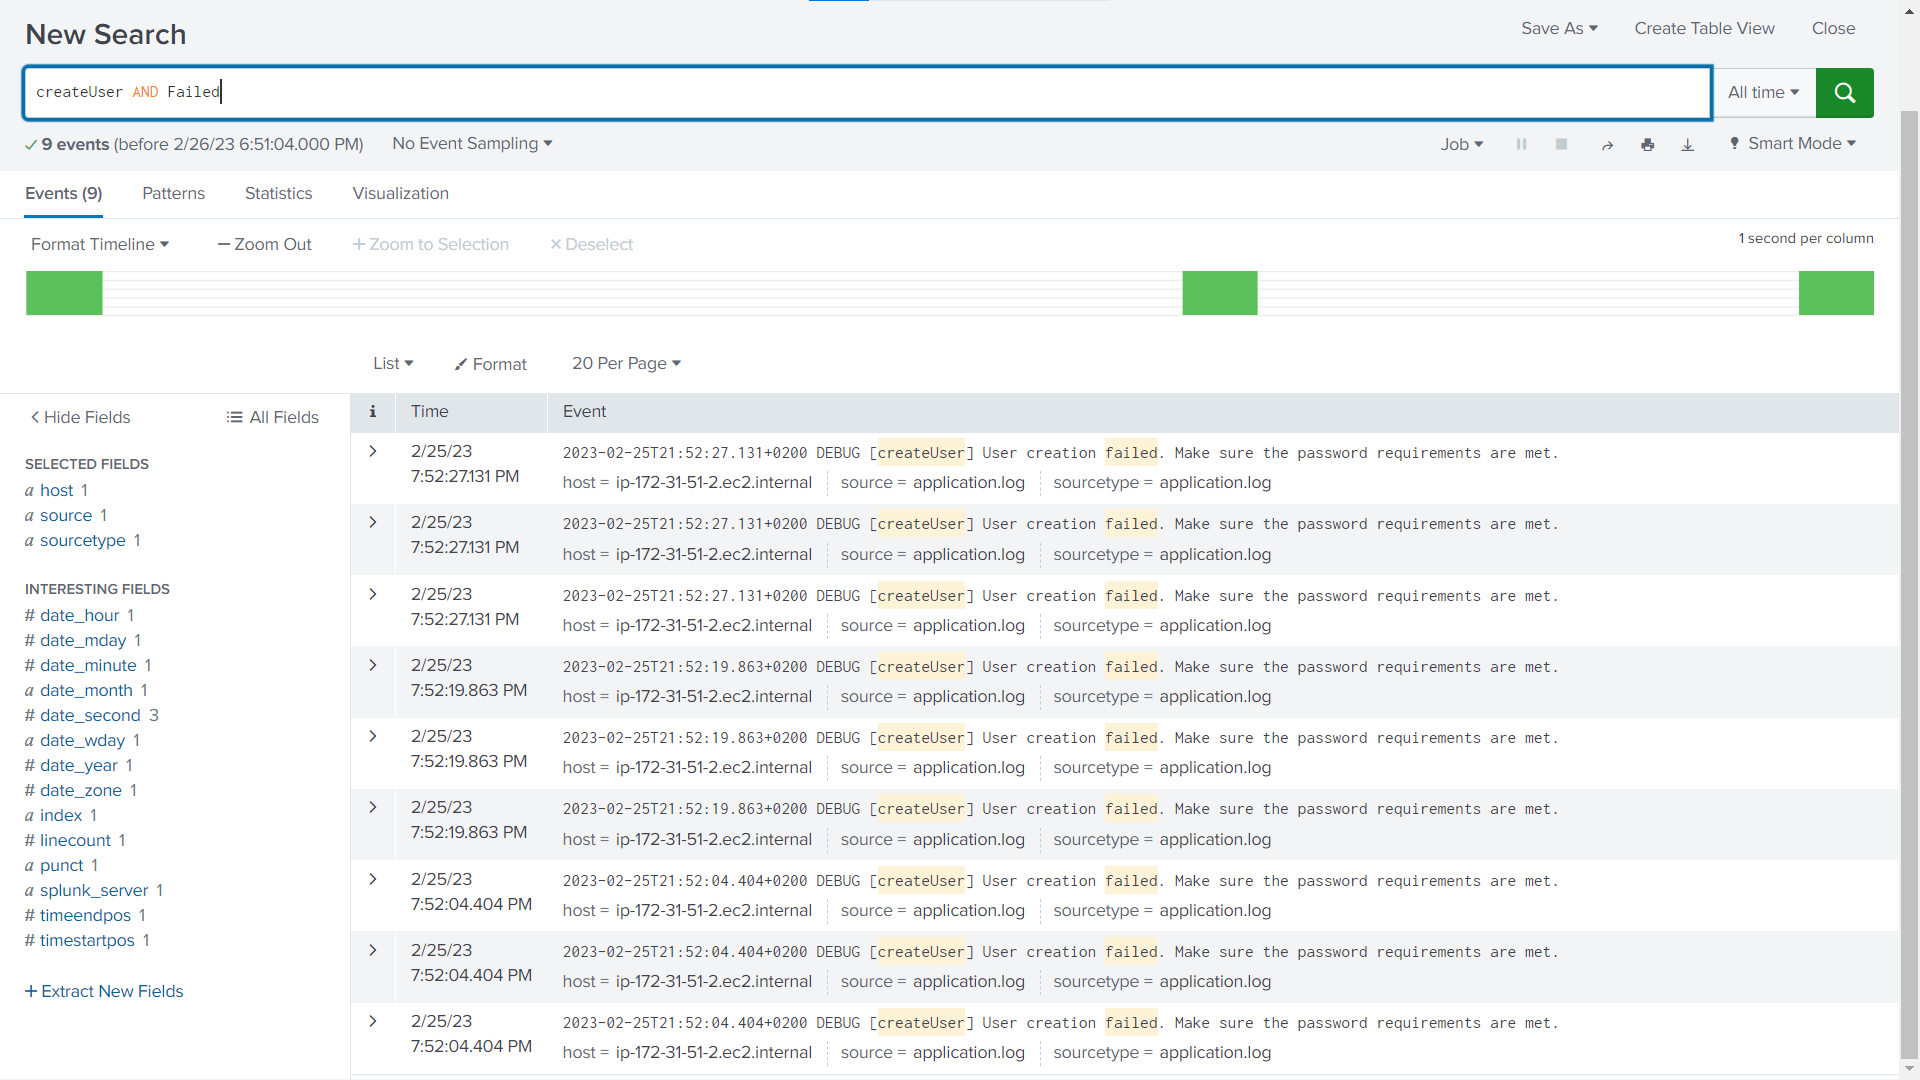 New Search
Save As
Create Table View
Close
createUser AND Failed
All time
9 events (before 2/26/23 6:51:04.000 PM)
No Event Sampling
Job
Smart Mode
Events (9)
Patterns
Statistics
Visualization
Format Timeline
— Zoom Out
+ Zoom to Selection
× Deselect
1 second per column
List
Format
20 Per Page
Hide Fields
All Fields
SELECTED FIELDS
a host 1
a source 1
a sourcetype 1
INTERESTING FIELDS
# date_hour 1
# date_mday 1
# date_minute 1
a date_month 1
# date_second 3
a date_wday 1
# date_year 1
# date_zone 1
a index 1
# linecount 1
a punct 1
a splunk_server 1
# timeendpos 1
# timestartpos 1
+ Extract New Fields
i
Time
Event
2/25/23
7:52:27.131 PM
2023-02-25T21:52:27.131+0200 DEBUG [createUser] User creation failed. Make sure the password requirements are met.
host = ip-172-31-51-2.ec2.internal source = application.log sourcetype = application.log
2/25/23
7:52:27.131 PM
2023-02-25T21:52:27.131+0200 DEBUG [createUser] User creation failed. Make sure the password requirements are met.
host = ip-172-31-51-2.ec2.internal source = application.log sourcetype = application.log
2/25/23
7:52:27.131 PM
2023-02-25T21:52:27.131+0200 DEBUG [createUser] User creation failed. Make sure the password requirements are met.
host = ip-172-31-51-2.ec2.internal source = application.log sourcetype = application.log
2/25/23
7:52:19.863 PM
2023-02-25T21:52:19.863+0200 DEBUG [createUser] User creation failed. Make sure the password requirements are met.
host = ip-172-31-51-2.ec2.internal source = application.log sourcetype = application.log
2/25/23
7:52:19.863 PM
2023-02-25T21:52:19.863+0200 DEBUG [createUser] User creation failed. Make sure the password requirements are met.
host = ip-172-31-51-2.ec2.internal source = application.log sourcetype = application.log
2/25/23
7:52:19.863 PM
2023-02-25T21:52:19.863+0200 DEBUG [createUser] User creation failed. Make sure the password requirements are met.
host = ip-172-31-51-2.ec2.internal source = application.log sourcetype = application.log
2/25/23
7:52:04.404 PM
2023-02-25T21:52:04.404+0200 DEBUG [createUser] User creation failed. Make sure the password requirements are met.
host = ip-172-31-51-2.ec2.internal source = application.log sourcetype = application.log
2/25/23
7:52:04.404 PM
2023-02-25T21:52:04.404+0200 DEBUG [createUser] User creation failed. Make sure the password requirements are met.
host = ip-172-31-51-2.ec2.internal source = application.log sourcetype = application.log
2/25/23
7:52:04.404 PM
2023-02-25T21:52:04.404+0200 DEBUG [createUser] User creation failed. Make sure the password requirements are met.
host = ip-172-31-51-2.ec2.internal source = application.log sourcetype = application.log